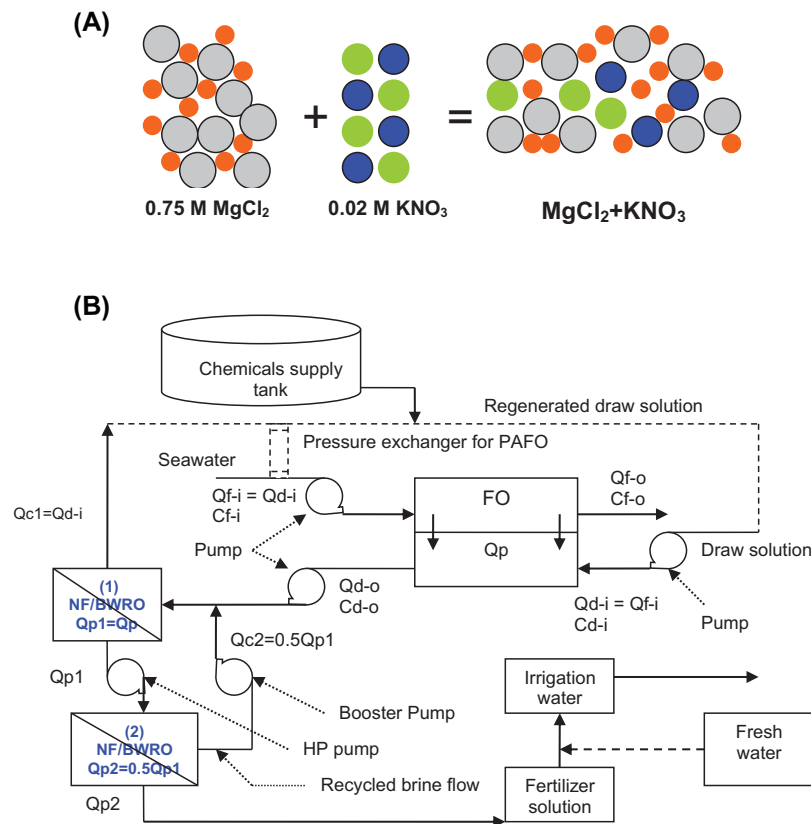 (A)
+
=
0.75 M MgCl₂
0.02 M KNO₃
MgCl₂+KNO₃
(B)
Chemicals supply
tank
Regenerated draw solution
Pressure exchanger for PAFO
Seawater
Qf-i = Qd-i
Cf-i
FO
Qf-o
Cf-o
Qc1=Qd-i
Pump
Qp
Draw solution
(1)
NF/BWRO
Qp1=Qp
Qd-o
Cd-o
Qd-i = Qf-i
Cd-i
Pump
Qc2=0.5Qp1
Qp1
Irrigation
water
Booster Pump
(2)
NF/BWRO
Qp2=0.5Qp1
HP pump
Fresh
water
Recycled brine flow
Fertilizer
solution
Qp2